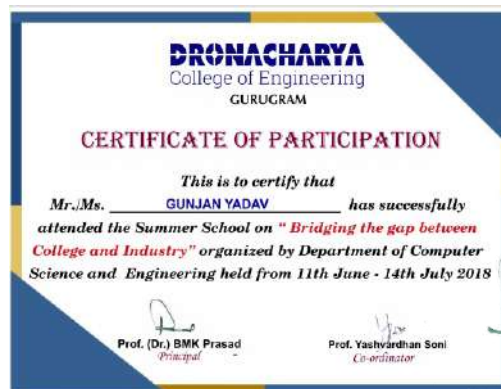 DRONACHARYA
College of Engineering
GURUGRAM
CERTIFICATE OF PARTICIPATION
This is to certify that
Mr./Ms. GUNJAN YADAV has successfully
attended the Summer School on “ Bridging the gap between
College and Industry” organized by Department of Computer
Science and Engineering held from 11th June - 14th July 2018
Prof. (Dr.) BMK Prasad
Principal
Prof. Yashvardhan Soni
Co-ordinator